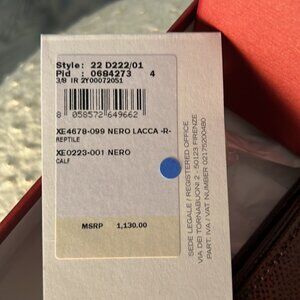 Style: 22 D222/01
Pid : 0684273 4
3/8 IR 2Y00072051
8 058572 649662
XE4678-099 NERO LACCA -R-
REPTILE
XE0223-001 NERO
CALF
MSRP 1,130.00
SEDE LEGALE / REGISTERED OFFICE
VIA DEI TORNABUONI 2 - 50123 FIRENZE
PART. IVA / VAT NUMBER 02175200480